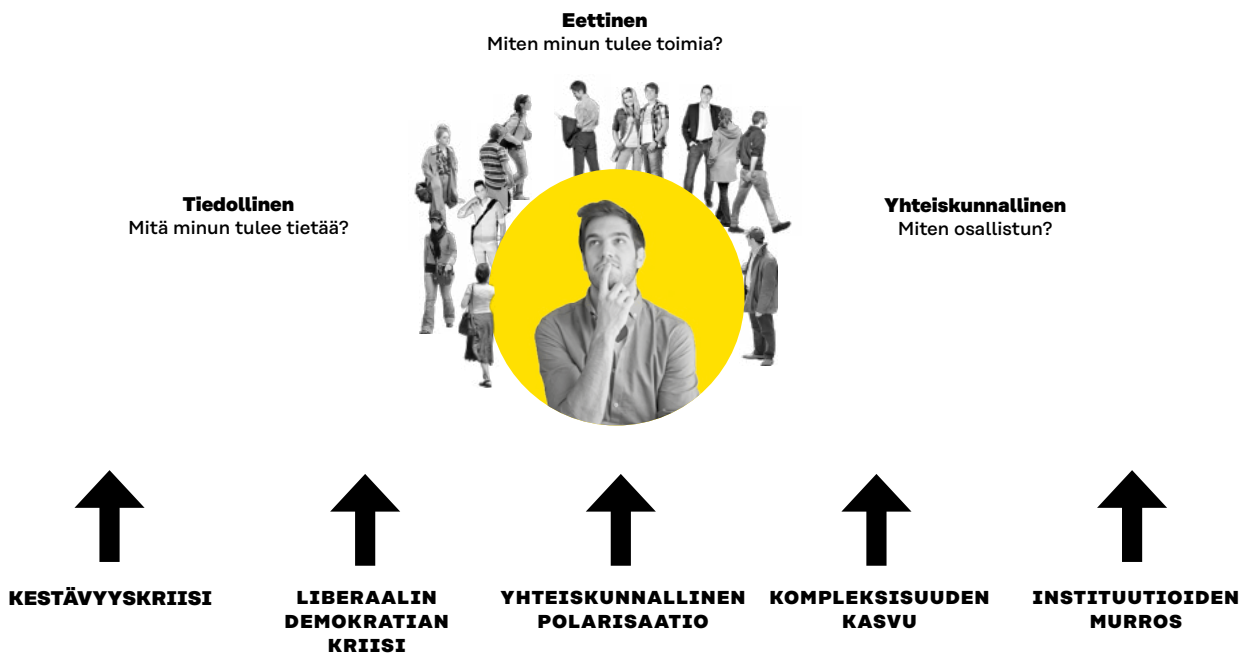 Eettinen
Miten minun tulee toimia?
Tiedollinen
Mitä minun tulee tietää?
Yhteiskunnallinen
Miten osallistun?
KESTÄVYYSKRIISI
LIBERAALIN
DEMOKRATIAN
KRIISI
YHTEISKUNNALLINEN
POLARISAATIO
KOMPLEKSISUUDEN
KASVU
INSTITUUTIOIDEN
MURROS